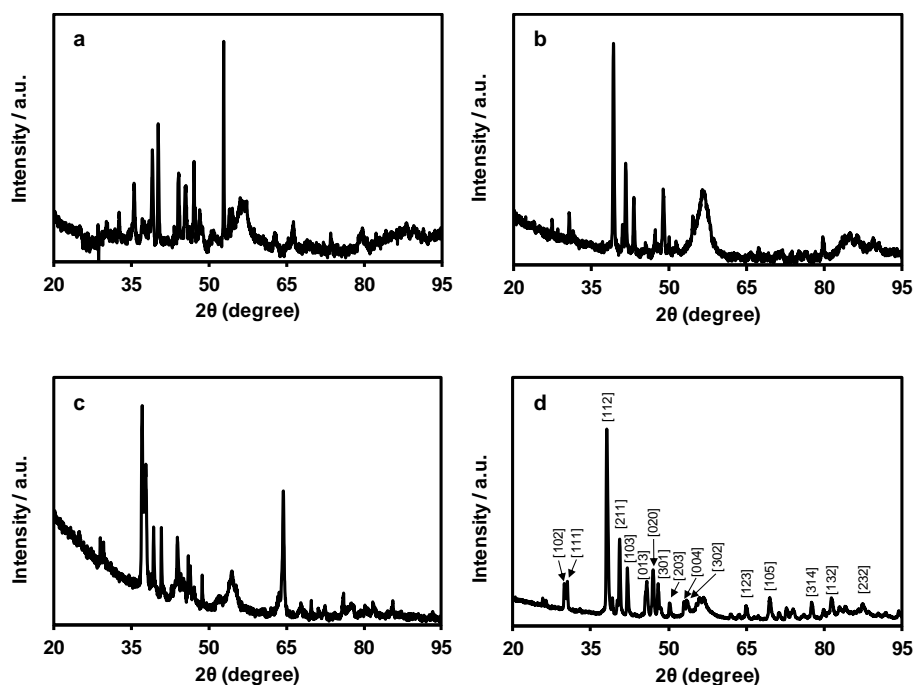 a
Intensity / a.u.
20 35 50 65 80 95
2θ (degree)
b
Intensity / a.u.
20 35 50 65 80 95
2θ (degree)
c
Intensity / a.u.
20 35 50 65 80 95
2θ (degree)
d
Intensity / a.u.
[102]
[111]
[112]
[211]
[103]
[013]
[020]
[301]
[203]
[004]
[302]
[123]
[105]
[314]
[132]
[232]
20 35 50 65 80 95
2θ (degree)